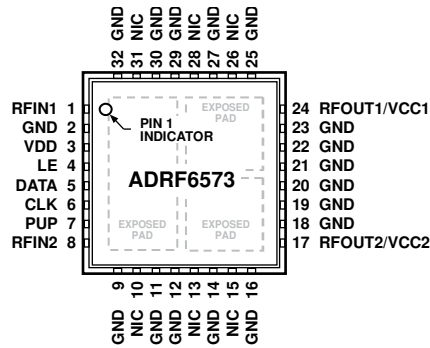 32 GND
31 NIC
30 GND
29 GND
28 NIC
27 GND
26 NIC
25 GND
RFIN1 1
GND 2
VDD 3
LE 4
DATA 5
CLK 6
PUP 7
RFIN2 8
PIN 1
INDICATOR
EXPOSED
PAD
ADRF6573
EXPOSED
PAD
EXPOSED
PAD
24 RFOUT1/VCC1
23 GND
22 GND
21 GND
20 GND
19 GND
18 GND
17 RFOUT2/VCC2
GND 9
NIC 10
GND 11
GND 12
NIC 13
GND 14
NIC 15
GND 16